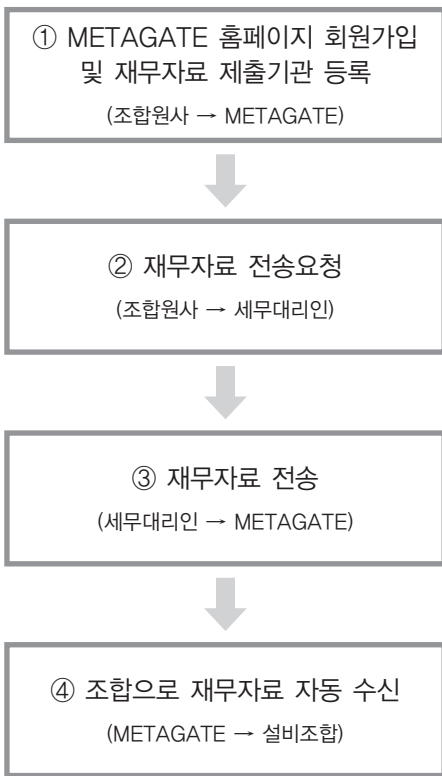 ① METAGATE 홈페이지 회원가입
및 재무자료 제출기관 등록
(조합원사 → METAGATE)
② 재무자료 전송요청
(조합원사 → 세무대리인)
③ 재무자료 전송
(세무대리인 → METAGATE)
④ 조합으로 재무자료 자동 수신
(METAGATE → 설비조합)